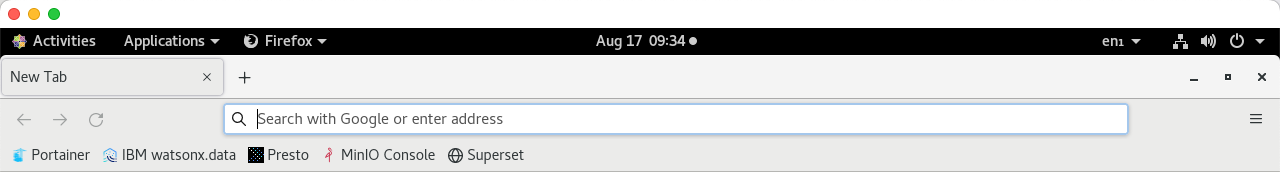 Activities Applications Firefox Aug 17 09:34 en₁
New Tab
Search with Google or enter address
Portainer IBM watsonx.data Presto MinIO Console Superset